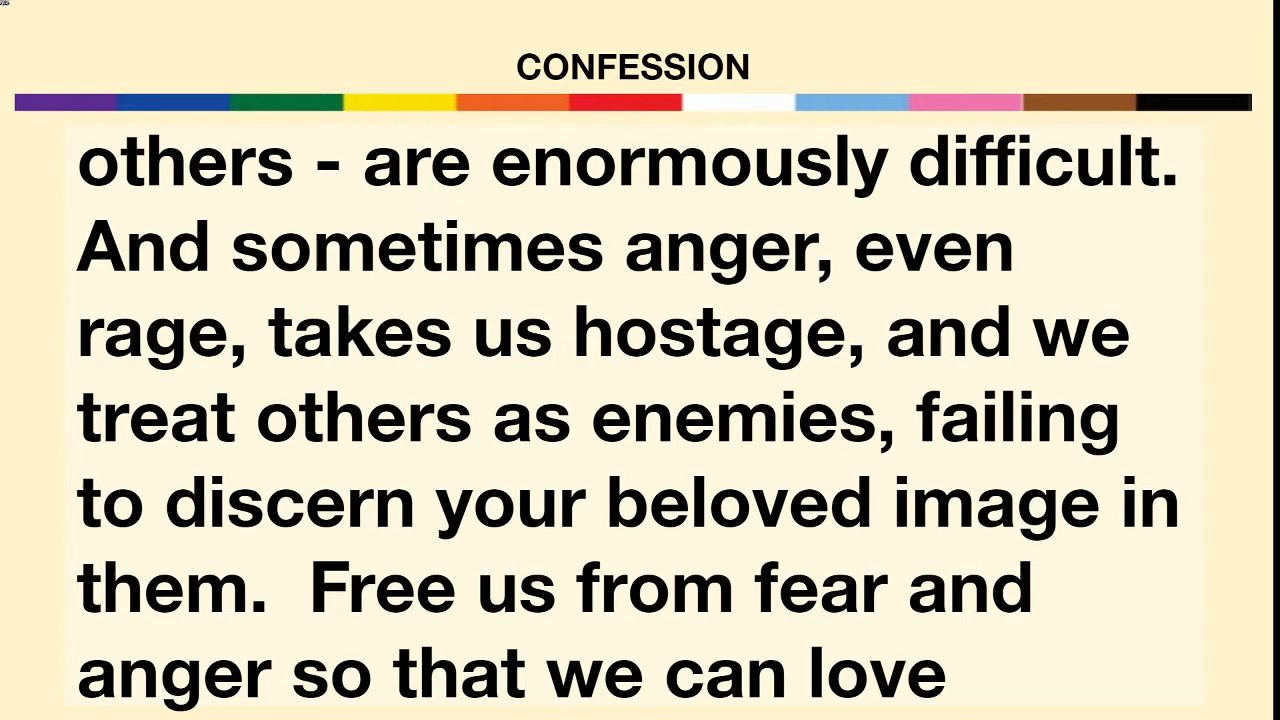 CONFESSION
others - are enormously difficult.
And sometimes anger, even
rage, takes us hostage, and we
treat others as enemies, failing
to discern your beloved image in
them.  Free us from fear and
anger so that we can love